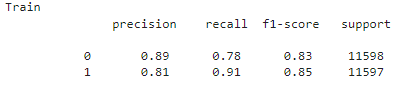 Train
precision recall f1-score support
0 0.89 0.78 0.83 11598
1 0.81 0.91 0.85 11597